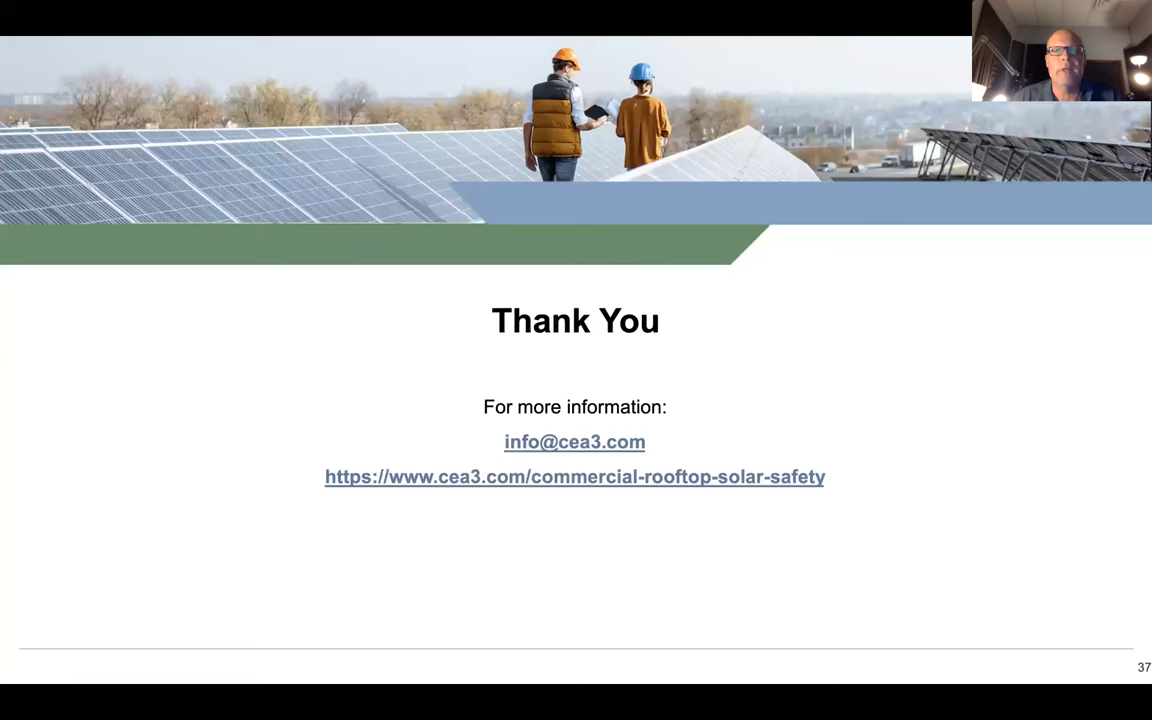 Thank You
For more information:
info@cea3.com
https://www.cea3.com/commercial-rooftop-solar-safety
37